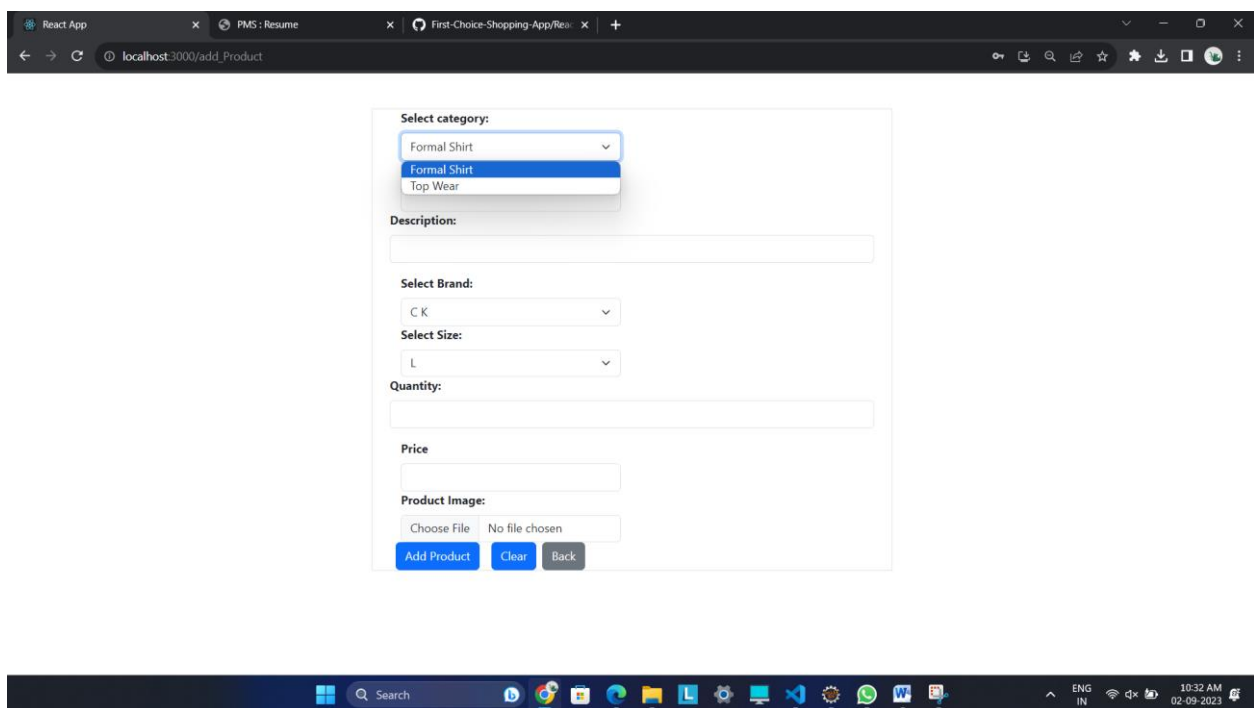 React App
PMS : Resume
First-Choice-Shopping-App/Reac
localhost:3000/add_Product
Select category:
Formal Shirt
Formal Shirt
Top Wear
Description:
Select Brand:
C K
Select Size:
L
Quantity:
Price
Product Image:
Choose File No file chosen
Add Product Clear Back
Search
ENG
IN
10:32 AM
02-09-2023